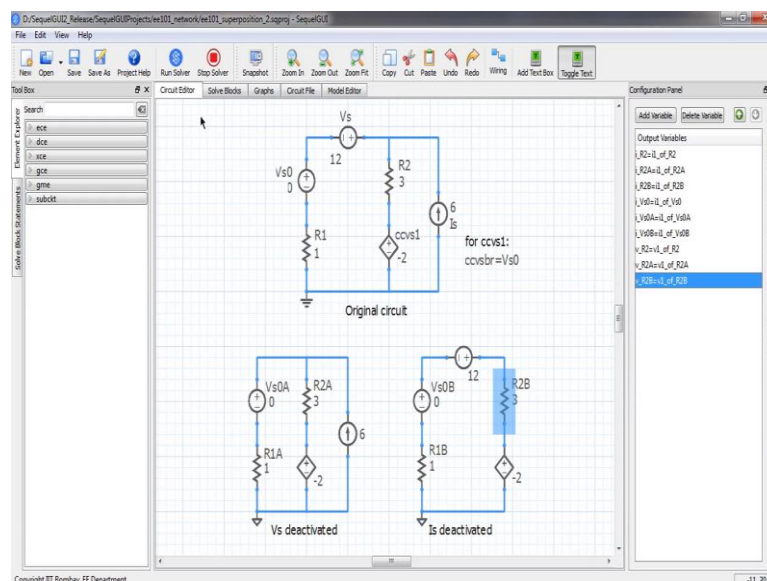 D:/SequelGUI2_Release/SequelGUIProjects/ee101_network/ee101_superposition_2.sqproj - SequelGUI
File Edit View Help
New Open Save Save As Project Help Run Solver Stop Solver Snapshot Zoom In Zoom Out Zoom Fit Copy Cut Paste Undo Redo Wiring Add Text Box Toggle Text
Tool Box
Circuit Editor Solve Blocks Graphs Circuit File Model Editor
Configuration Panel
Search
Element Explorer
Solve Block Statements
ece
dce
xce
gce
gme
subckt
Add Variable Delete Variable
Output Variables
i_R2=i1_of_R2
i_R2A=i1_of_R2A
i_R2B=i1_of_R2B
i_Vs0=i1_of_Vs0
i_Vs0A=i1_of_Vs0A
i_Vs0B=i1_of_Vs0B
v_R2=v1_of_R2
v_R2A=v1_of_R2A
v_R2B=v1_of_R2B
Vs
12
Vs0
0
R2
3
6
Is
R1
1
ccvs1
-2
for ccvs1:
ccvsbr=Vs0
Original circuit
Vs0A
0
R2A
3
6
R1A
1
-2
Vs deactivated
12
Vs0B
0
R2B
3
R1B
1
-2
Is deactivated
Copyright IIT Bombay, EE Department